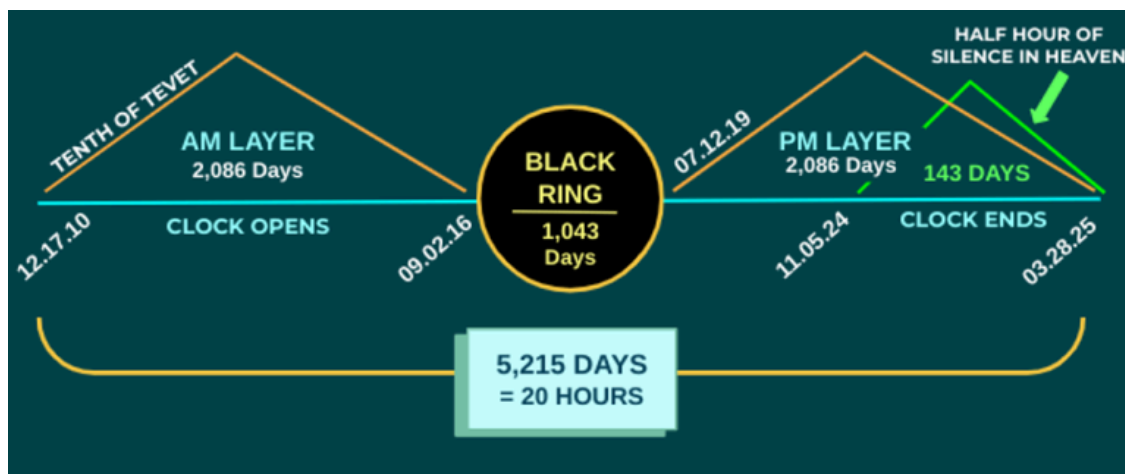 HALF HOUR OF
SILENCE IN HEAVEN
TENTH OF TEVET
AM LAYER
2,086 Days
CLOCK OPENS
12.17.10
09.02.16
BLACK
RING
1,043
Days
07.12.19
PM LAYER
2,086 Days
143 DAYS
CLOCK ENDS
11.05.24
03.28.25
5,215 DAYS
= 20 HOURS